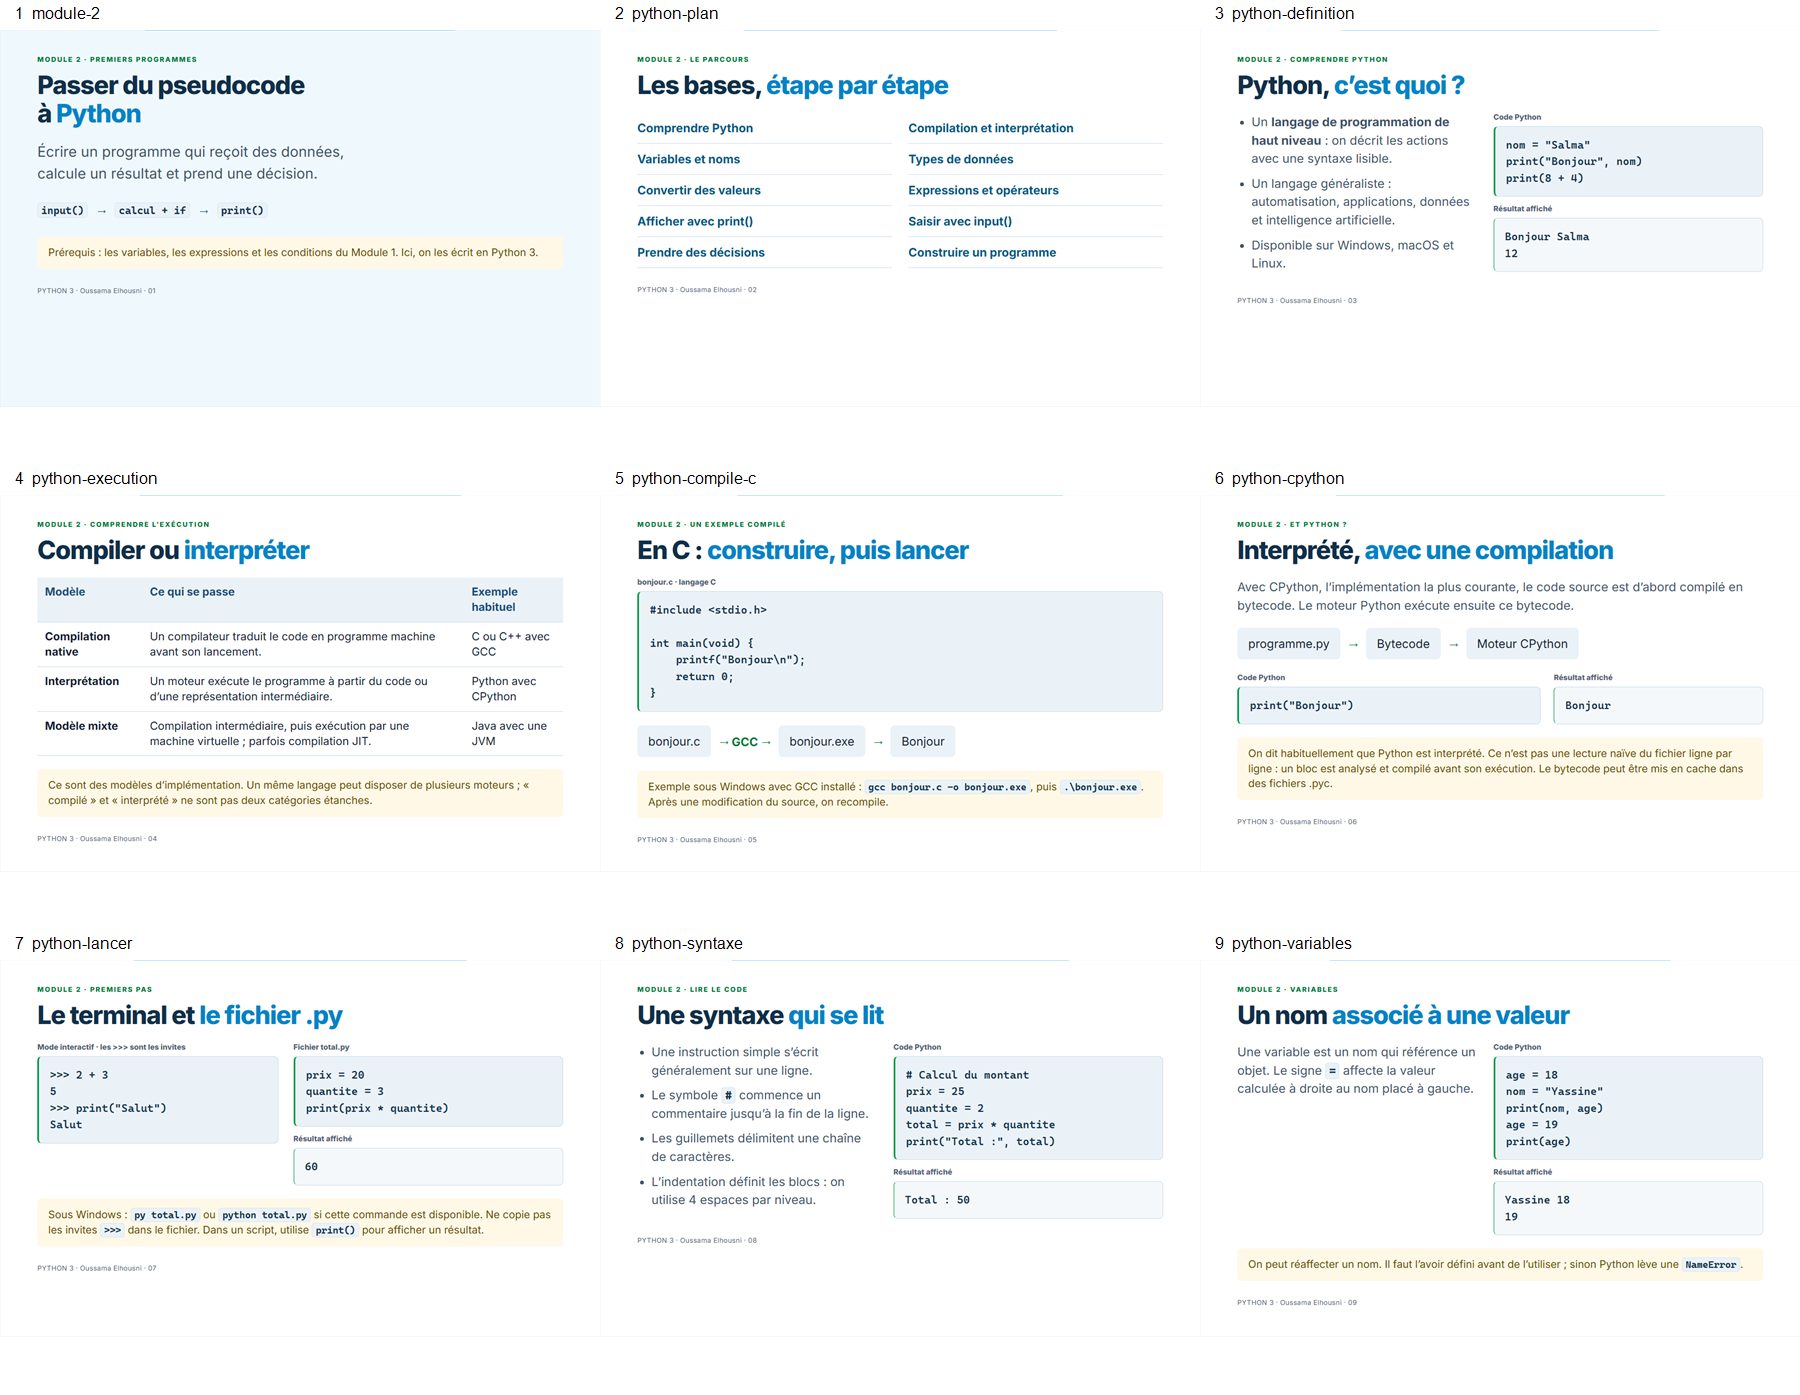 1 module-2
MODULE 2 · PREMIERS PROGRAMMES
Passer du pseudocode
à Python
Écrire un programme qui reçoit des données,
calcule un résultat et prend une décision.
input() → calcul + if → print()
Prérequis : les variables, les expressions et les conditions du Module 1. Ici, on les écrit en Python 3.
PYTHON 3 · Oussama Elhousni · 01
2 python-plan
MODULE 2 · LE PARCOURS
Les bases, étape par étape
Comprendre Python
Compilation et interprétation
Variables et noms
Types de données
Convertir des valeurs
Expressions et opérateurs
Afficher avec print()
Saisir avec input()
Prendre des décisions
Construire un programme
PYTHON 3 · Oussama Elhousni · 02
3 python-definition
MODULE 2 · COMPRENDRE PYTHON
Python, c’est quoi ?
• Un langage de programmation de
haut niveau : on décrit les actions
avec une syntaxe lisible.
• Un langage généraliste :
automatisation, applications, données
et intelligence artificielle.
• Disponible sur Windows, macOS et
Linux.
Code Python
nom = "Salma"
print("Bonjour", nom)
print(8 + 4)
Résultat affiché
Bonjour Salma
12
PYTHON 3 · Oussama Elhousni · 03
4 python-execution
MODULE 2 · COMPRENDRE L’EXÉCUTION
Compiler ou interpréter
Modèle
Ce qui se passe
Exemple
habituel
Compilation
native
Un compilateur traduit le code en programme machine
avant son lancement.
C ou C++ avec
GCC
Interprétation
Un moteur exécute le programme à partir du code ou
d’une représentation intermédiaire.
Python avec
CPython
Modèle mixte
Compilation intermédiaire, puis exécution par une
machine virtuelle ; parfois compilation JIT.
Java avec une
JVM
Ce sont des modèles d’implémentation. Un même langage peut disposer de plusieurs moteurs ; «
compilé » et « interprété » ne sont pas deux catégories étanches.
PYTHON 3 · Oussama Elhousni · 04
5 python-compile-c
MODULE 2 · UN EXEMPLE COMPILÉ
En C : construire, puis lancer
bonjour.c · langage C
#include <stdio.h>
int main(void) {
printf("Bonjour\n");
return 0;
}
bonjour.c → GCC → bonjour.exe → Bonjour
Exemple sous Windows avec GCC installé : gcc bonjour.c -o bonjour.exe , puis .\bonjour.exe .
Après une modification du source, on recompile.
PYTHON 3 · Oussama Elhousni · 05
6 python-cpython
MODULE 2 · ET PYTHON ?
Interprété, avec une compilation
Avec CPython, l’implémentation la plus courante, le code source est d’abord compilé en
bytecode. Le moteur Python exécute ensuite ce bytecode.
programme.py → Bytecode → Moteur CPython
Code Python
print("Bonjour")
Résultat affiché
Bonjour
On dit habituellement que Python est interprété. Ce n’est pas une lecture naïve du fichier ligne par
ligne : un bloc est analysé et compilé avant son exécution. Le bytecode peut être mis en cache dans
des fichiers .pyc.
PYTHON 3 · Oussama Elhousni · 06
7 python-lancer
MODULE 2 · PREMIERS PAS
Le terminal et le fichier .py
Mode interactif · les >>> sont les invites
>>> 2 + 3
5
>>> print("Salut")
Salut
Fichier total.py
prix = 20
quantite = 3
print(prix * quantite)
Résultat affiché
60
Sous Windows : py total.py ou python total.py si cette commande est disponible. Ne copie pas
les invites >>> dans le fichier. Dans un script, utilise print() pour afficher un résultat.
PYTHON 3 · Oussama Elhousni · 07
8 python-syntaxe
MODULE 2 · LIRE LE CODE
Une syntaxe qui se lit
• Une instruction simple s’écrit
généralement sur une ligne.
• Le symbole # commence un
commentaire jusqu’à la fin de la ligne.
• Les guillemets délimitent une chaîne
de caractères.
• L’indentation définit les blocs : on
utilise 4 espaces par niveau.
Code Python
# Calcul du montant
prix = 25
quantite = 2
total = prix * quantite
print("Total :", total)
Résultat affiché
Total : 50
PYTHON 3 · Oussama Elhousni · 08
9 python-variables
MODULE 2 · VARIABLES
Un nom associé à une valeur
Une variable est un nom qui référence un
objet. Le signe = affecte la valeur
calculée à droite au nom placé à gauche.
Code Python
age = 18
nom = "Yassine"
print(nom, age)
age = 19
print(age)
Résultat affiché
Yassine 18
19
On peut réaffecter un nom. Il faut l’avoir défini avant de l’utiliser ; sinon Python lève une NameError .
PYTHON 3 · Oussama Elhousni · 09